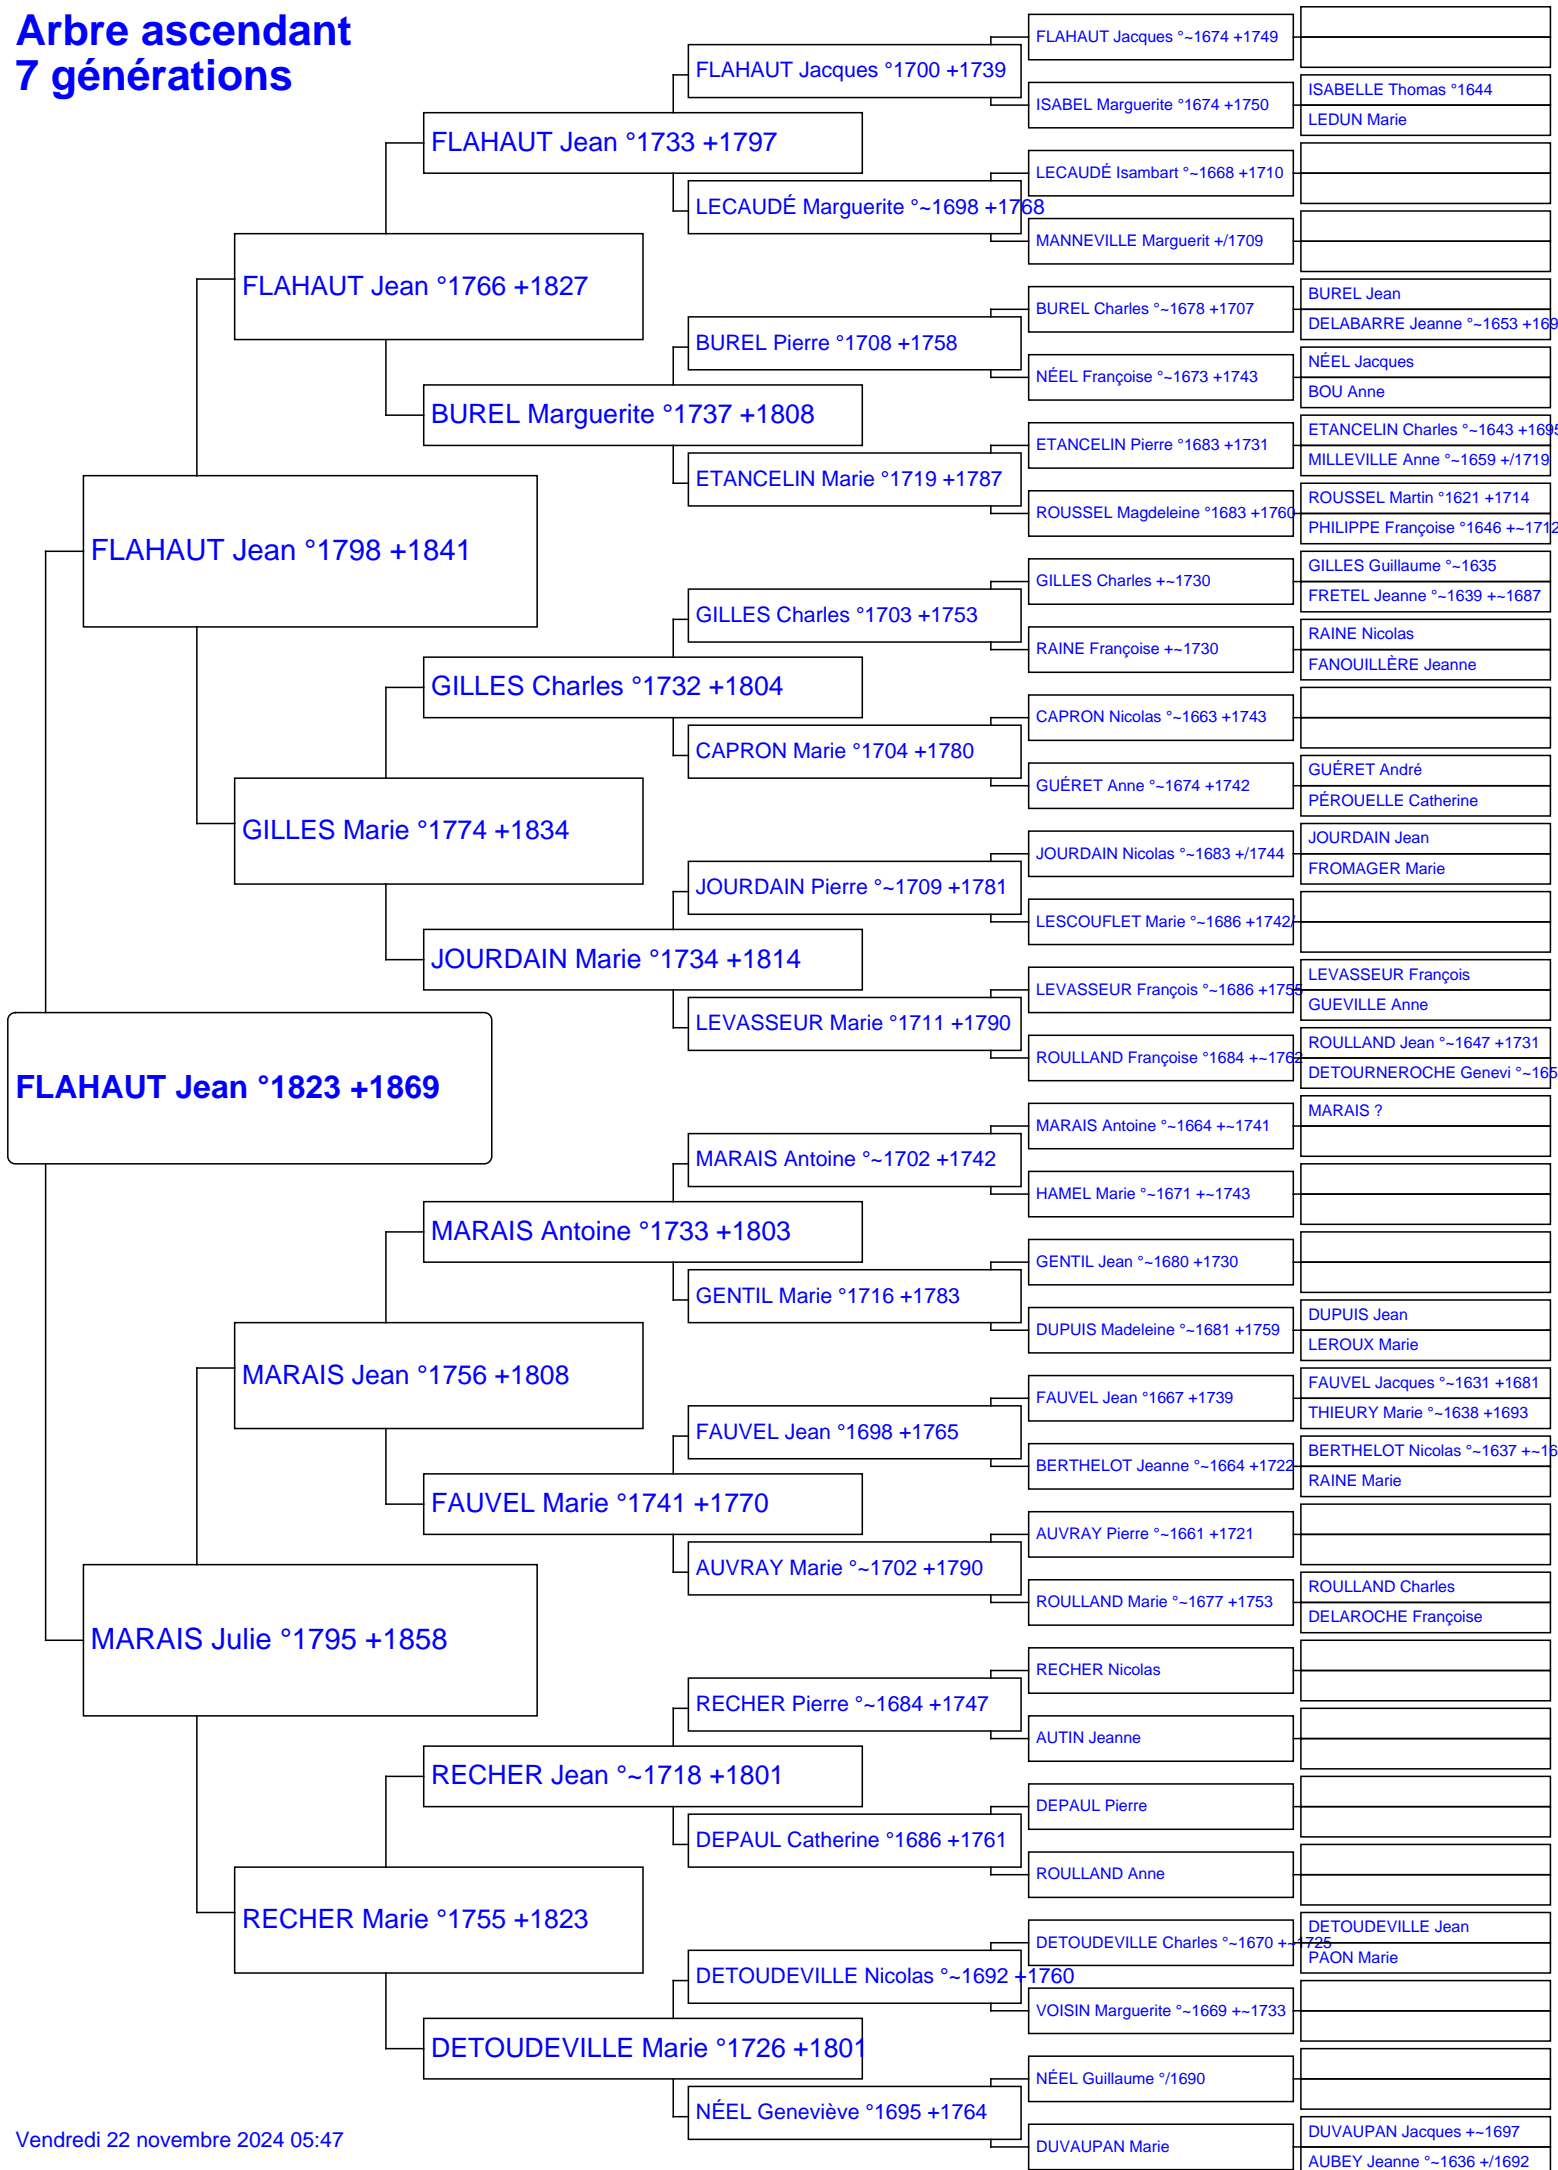 Arbre ascendant
7 générations
FLAHAUT Jean °1823 +1869
FLAHAUT Jean °1798 +1841
MARAIS Julie °1795 +1858
FLAHAUT Jean °1766 +1827
GILLES Marie °1774 +1834
MARAIS Jean °1756 +1808
RECHER Marie °1755 +1823
FLAHAUT Jean °1733 +1797
BUREL Marguerite °1737 +1808
GILLES Charles °1732 +1804
JOURDAIN Marie °1734 +1814
MARAIS Antoine °1733 +1803
FAUVEL Marie °1741 +1770
RECHER Jean °~1718 +1801
DETOUDEVILLE Marie °1726 +1801
FLAHAUT Jacques °1700 +1739
LECAUDÉ Marguerite °~1698 +1768
BUREL Pierre °1708 +1758
ETANCELIN Marie °1719 +1787
GILLES Charles °1703 +1753
CAPRON Marie °1704 +1780
JOURDAIN Pierre °~1709 +1781
LEVASSEUR Marie °1711 +1790
MARAIS Antoine °~1702 +1742
GENTIL Marie °1716 +1783
FAUVEL Jean °1698 +1765
AUVRAY Marie °~1702 +1790
RECHER Pierre °~1684 +1747
DEPAUL Catherine °1686 +1761
DETOUDEVILLE Nicolas °~1692 +1760
NÉEL Geneviève °1695 +1764
FLAHAUT Jacques °~1674 +1749
ISABEL Marguerite °1674 +1750
LECAUDÉ Isambart °~1668 +1710
MANNEVILLE Marguerit +/1709
BUREL Charles °~1678 +1707
NÉEL Françoise °~1673 +1743
ETANCELIN Pierre °1683 +1731
ROUSSEL Magdeleine °1683 +1760
GILLES Charles +~1730
RAINE Françoise +~1730
CAPRON Nicolas °~1663 +1743
GUÉRET Anne °~1674 +1742
JOURDAIN Nicolas °~1683 +/1744
LESCOUFLET Marie °~1686 +1742/
LEVASSEUR François °~1686 +1755
ROULLAND Françoise °1684 +~1762
MARAIS Antoine °~1664 +~1741
HAMEL Marie °~1671 +~1743
GENTIL Jean °~1680 +1730
DUPUIS Madeleine °~1681 +1759
FAUVEL Jean °1667 +1739
BERTHELOT Jeanne °~1664 +1722
AUVRAY Pierre °~1661 +1721
ROULLAND Marie °~1677 +1753
RECHER Nicolas
AUTIN Jeanne
DEPAUL Pierre
ROULLAND Anne
DETOUDEVILLE Charles °~1670 +~1725
VOISIN Marguerite °~1669 +~1733
NÉEL Guillaume °/1690
DUVAUPAN Marie
ISABELLE Thomas °1644
LEDUN Marie
BUREL Jean
DELABARRE Jeanne °~1653 +169
NÉEL Jacques
BOU Anne
ETANCELIN Charles °~1643 +1695
MILLEVILLE Anne °~1659 +/1719
ROUSSEL Martin °1621 +1714
PHILIPPE Françoise °1646 +~1712
GILLES Guillaume °~1635
FRETEL Jeanne °~1639 +~1687
RAINE Nicolas
FANOUILLÈRE Jeanne
GUÉRET André
PÉROUELLE Catherine
JOURDAIN Jean
FROMAGER Marie
LEVASSEUR François
GUEVILLE Anne
ROULLAND Jean °~1647 +1731
DETOURNEROCHE Genevi °~165
MARAIS ?
DUPUIS Jean
LEROUX Marie
FAUVEL Jacques °~1631 +1681
THIEURY Marie °~1638 +1693
BERTHELOT Nicolas °~1637 +~16
RAINE Marie
ROULLAND Charles
DELAROCHE Françoise
DETOUDEVILLE Jean
PAON Marie
DUVAUPAN Jacques +~1697
AUBEY Jeanne °~1636 +/1692
Vendredi 22 novembre 2024 05:47